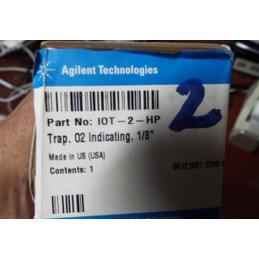 Agilent Technologies
Part No: IOT-2-HP
2
Trap, O2 Indicating, 1/8"
Made in US (USA)
Contents: 1